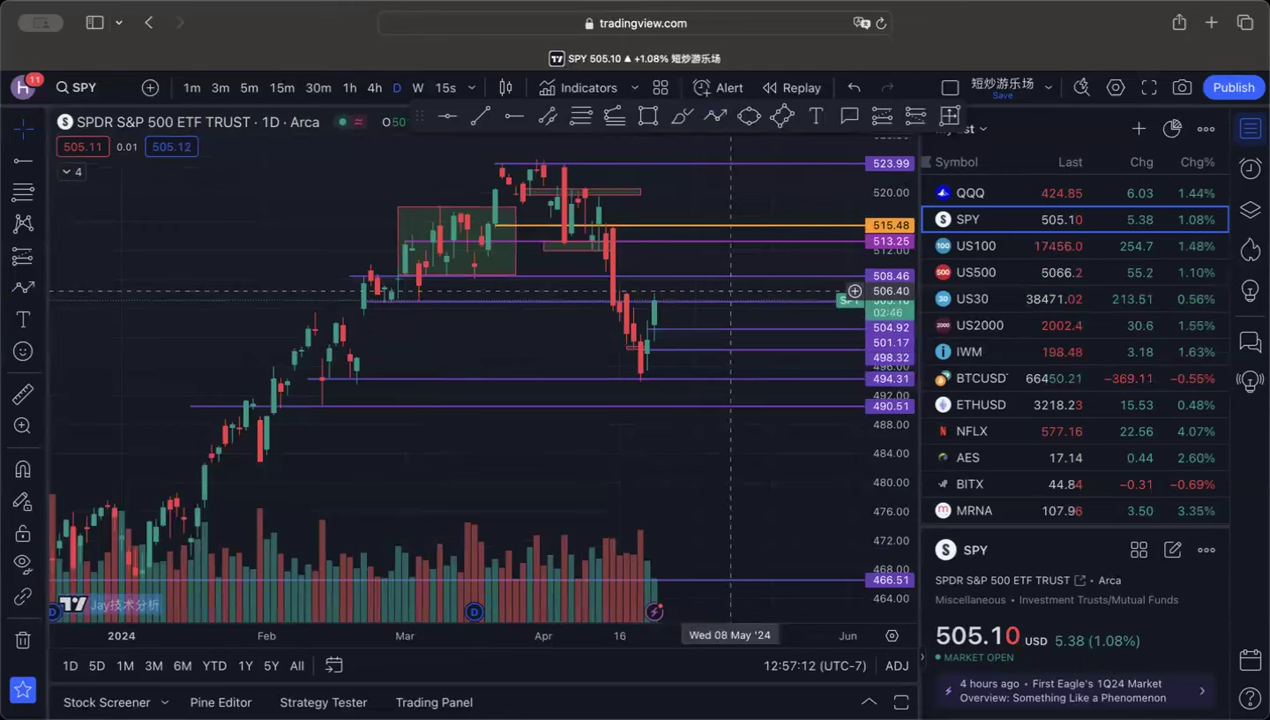 tradingview.com
SPY 505.10 ▲ +1.08% 短炒游乐场
H
11
SPY
1m 3m 5m 15m 30m 1h 4h D W 15s
Indicators
Alert
Replay
短炒游乐场
Save
Publish
SPDR S&P 500 ETF TRUST · 1D · Arca
505.11 0.01 505.12
4
523.99
520.00
515.48
513.25
512.00
508.46
506.40
02:46
504.92
501.17
498.32
496.00
494.31
492.00
490.51
488.00
484.00
480.00
476.00
472.00
468.00
466.51
464.00
Jay技术分析
D
D
2024 Feb Mar Apr 16 Wed 08 May '24 Jun
1D 5D 1M 3M 6M YTD 1Y 5Y All
12:57:12 (UTC-7) ADJ
Stock Screener Pine Editor Strategy Tester Trading Panel
Symbol Last Chg Chg%
QQQ 424.85 6.03 1.44%
SPY 505.10 5.38 1.08%
US100 17456.0 254.7 1.48%
US500 5066.2 55.2 1.10%
US30 38471.02 213.51 0.56%
US2000 2002.4 30.6 1.55%
IWM 198.48 3.18 1.63%
BTCUSD 66450.21 −369.11 −0.55%
ETHUSD 3218.23 15.53 0.48%
NFLX 577.16 22.56 4.07%
AES 17.14 0.44 2.60%
BITX 44.84 −0.31 −0.69%
MRNA 107.96 3.50 3.35%
SPY
SPDR S&P 500 ETF TRUST • Arca
Miscellaneous • Investment Trusts/Mutual Funds
505.10 USD 5.38 (1.08%)
MARKET OPEN
4 hours ago • First Eagle's 1Q24 Market
Overview: Something Like a Phenomenon